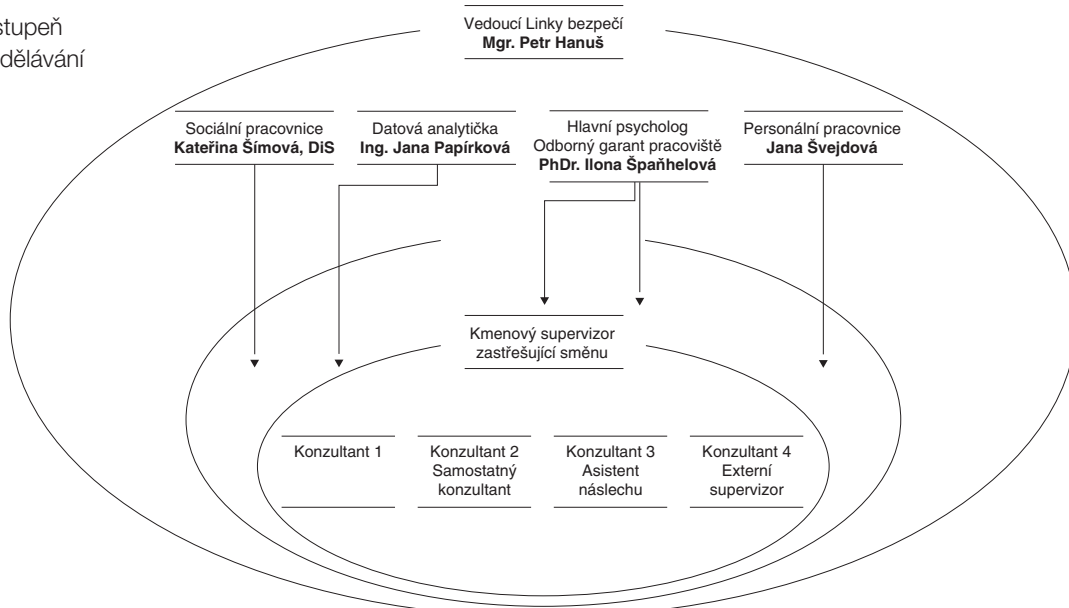 stupeň
dělávání
Vedoucí Linky bezpečí
Mgr. Petr Hanuš
Sociální pracovnice
Kateřina Šímová, DiS
Datová analytička
Ing. Jana Papírková
Hlavní psycholog
Odborný garant pracoviště
PhDr. Ilona Špaňhelová
Personální pracovnice
Jana Švejdová
Kmenový supervizor
zastřešující směnu
Konzultant 1
Konzultant 2
Samostatný
konzultant
Konzultant 3
Asistent
náslechu
Konzultant 4
Externí
supervizor